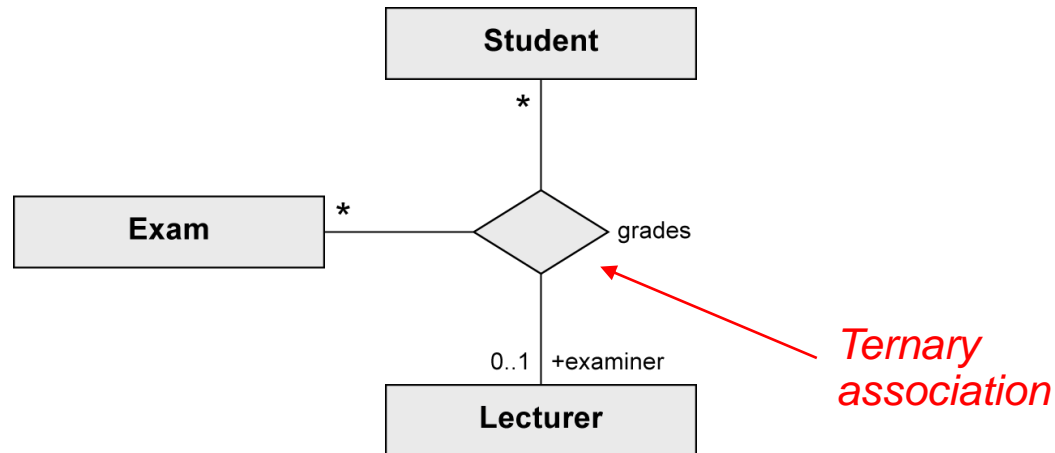 Student
*
Exam
*
grades
0..1 +examiner
Ternary
association
Lecturer